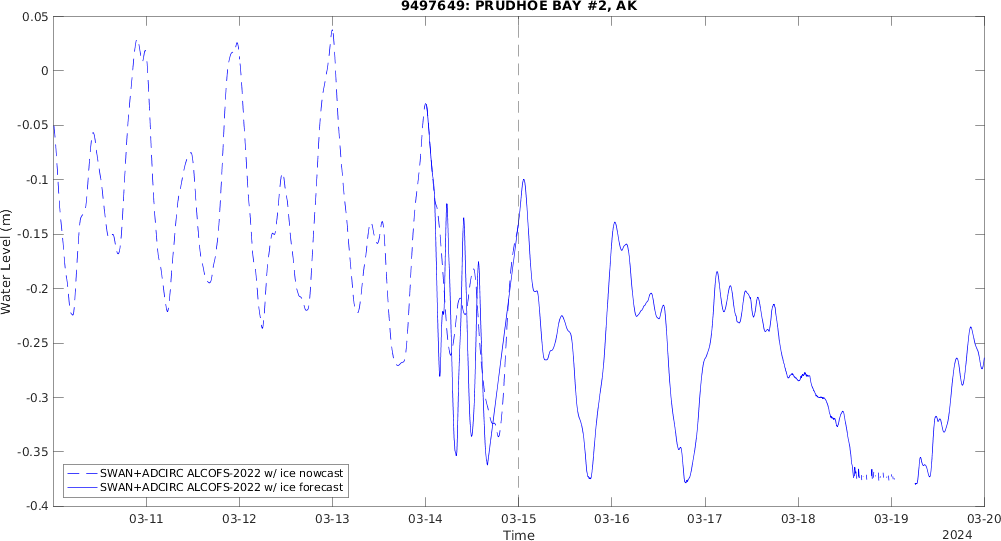 9497649: PRUDHOE BAY #2, AK
Water Level (m)
0.05
0
-0.05
-0.1
-0.15
-0.2
-0.25
-0.3
-0.35
-0.4
SWAN+ADCIRC ALCOFS-2022 w/ ice nowcast
SWAN+ADCIRC ALCOFS-2022 w/ ice forecast
03-11 03-12 03-13 03-14 03-15 03-16 03-17 03-18 03-19 03-20
Time
2024